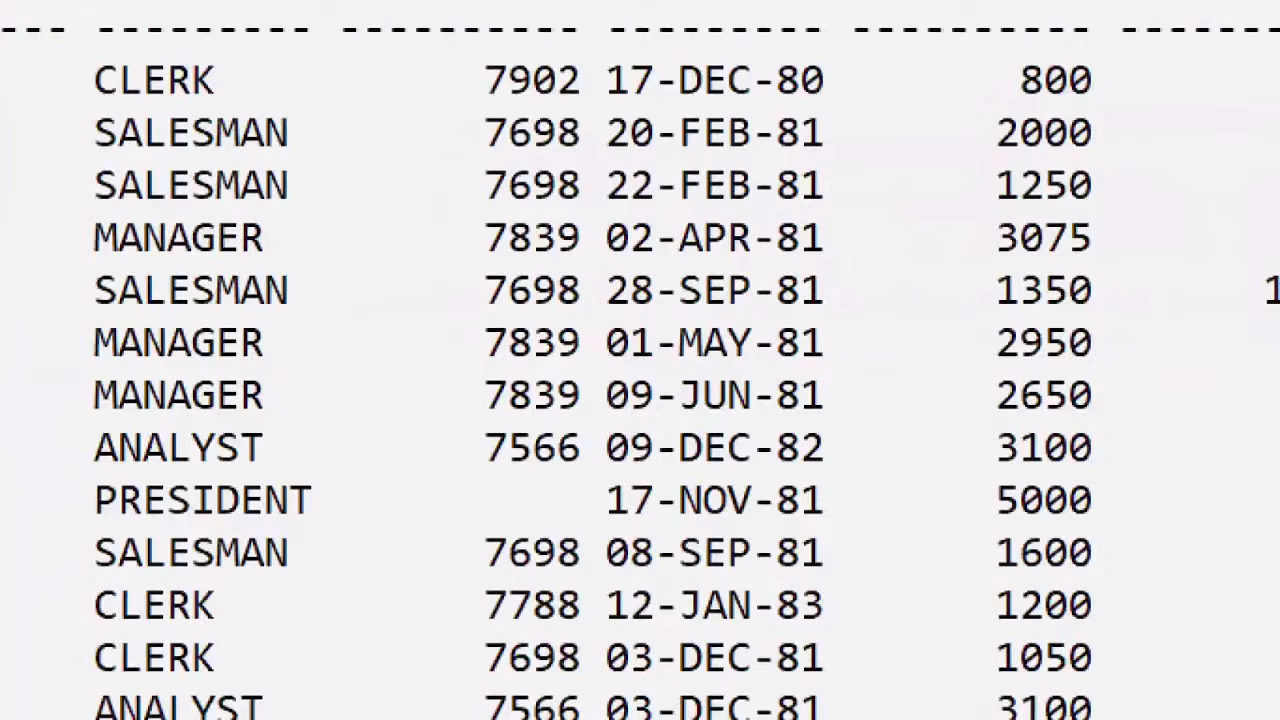 --- --------- ---------- --------- ---------- ------
CLERK 7902 17-DEC-80 800
SALESMAN 7698 20-FEB-81 2000
SALESMAN 7698 22-FEB-81 1250
MANAGER 7839 02-APR-81 3075
SALESMAN 7698 28-SEP-81 1350 1
MANAGER 7839 01-MAY-81 2950
MANAGER 7839 09-JUN-81 2650
ANALYST 7566 09-DEC-82 3100
PRESIDENT 17-NOV-81 5000
SALESMAN 7698 08-SEP-81 1600
CLERK 7788 12-JAN-83 1200
CLERK 7698 03-DEC-81 1050
ANALYST 7566 03-DEC-81 3100